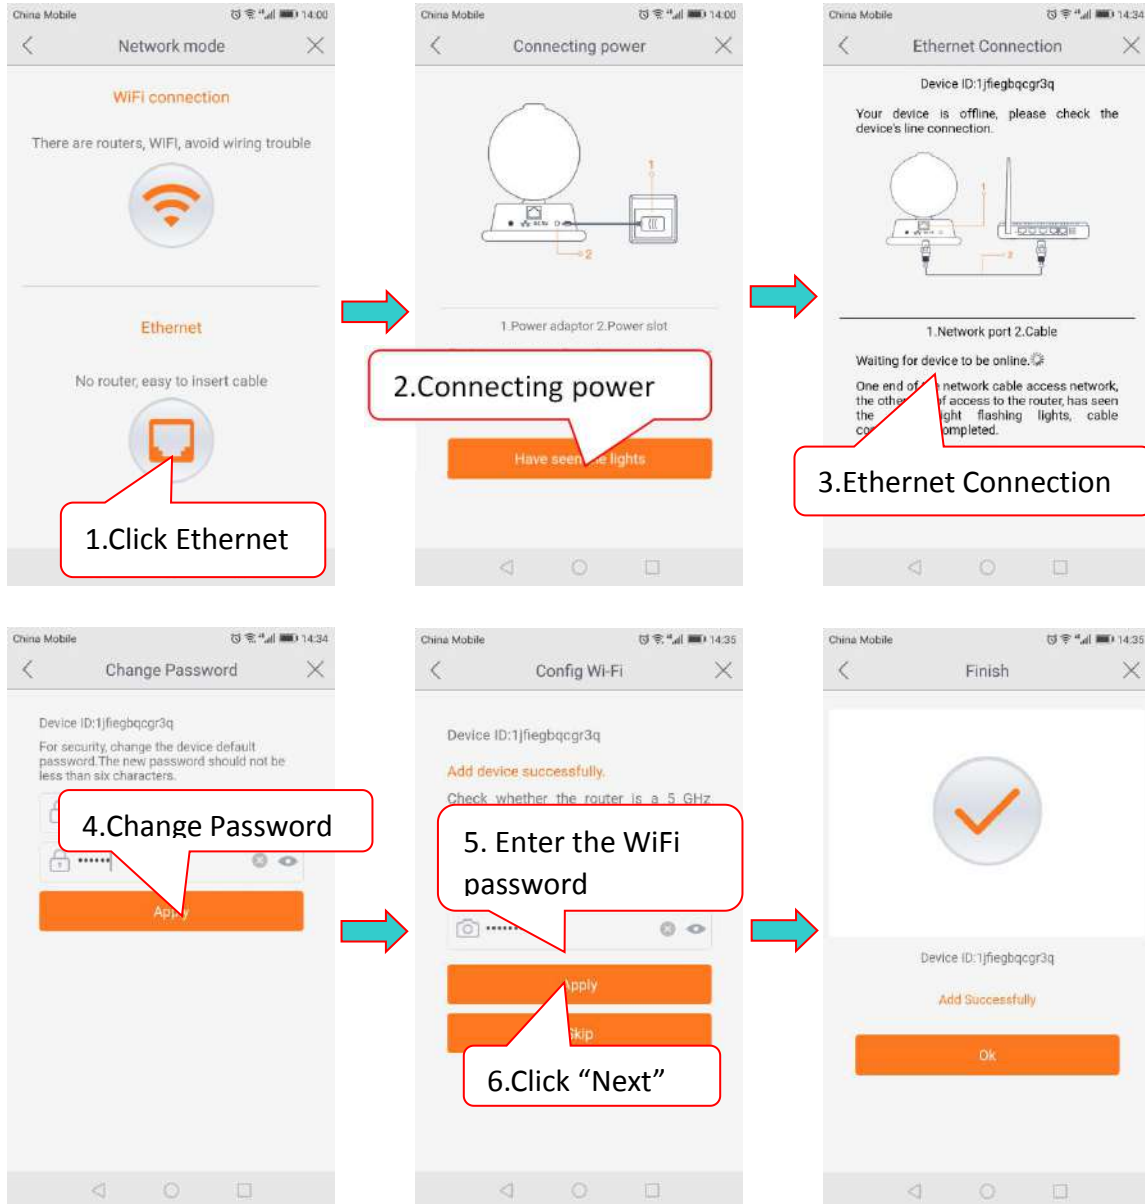 China Mobile 14:00
Network mode
WiFi connection
There are routers, WIFI, avoid wiring trouble
Ethernet
No router, easy to insert cable
1.Click Ethernet
China Mobile 14:00
Connecting power
1
2
1.Power adaptor 2.Power slot
2.Connecting power
Have seen the lights
China Mobile 14:34
Ethernet Connection
Device ID:1jfiegbqcgr3q
Your device is offline, please check the
device's line connection.
1
2
1.Network port 2.Cable
Waiting for device to be online.
One end of the network cable access network,
the other of access to the router, has seen
the flashing lights, cable
3.Ethernet Connection
China Mobile 14:34
Change Password
Device ID:1jfiegbqcgr3q
For security, change the device default
password.The new password should not be
less than six characters.
4.Change Password
••••••
Apply
China Mobile 14:35
Config Wi-Fi
Device ID:1jfiegbqcgr3q
Add device successfully.
Check whether the router is a 5 GHz
5. Enter the WiFi
password
Apply
Skip
6.Click “Next”
China Mobile 14:35
Finish
Device ID:1jfiegbqcgr3q
Add Successfully
Ok